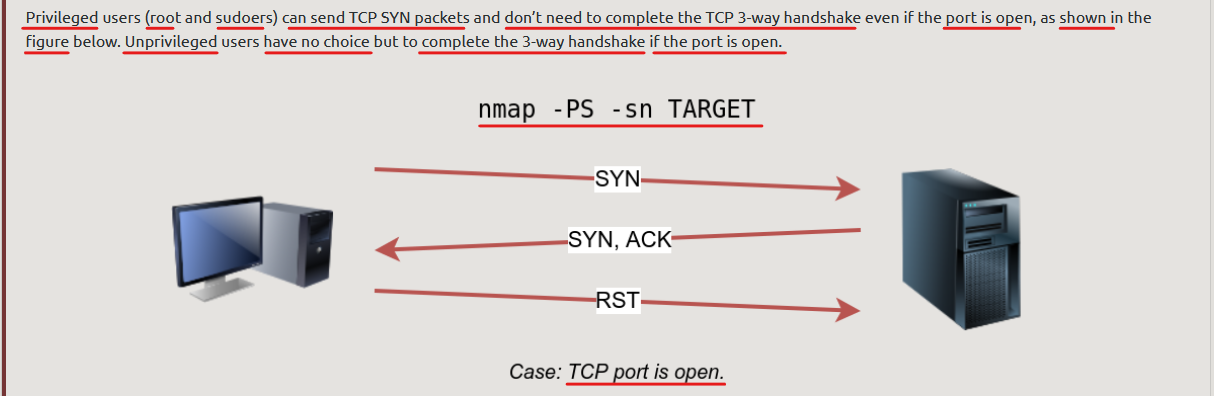 Privileged users (root and sudoers) can send TCP SYN packets and don’t need to complete the TCP 3-way handshake even if the port is open, as shown in the
figure below. Unprivileged users have no choice but to complete the 3-way handshake if the port is open.
nmap -PS -sn TARGET
SYN
SYN, ACK
RST
Case: TCP port is open.